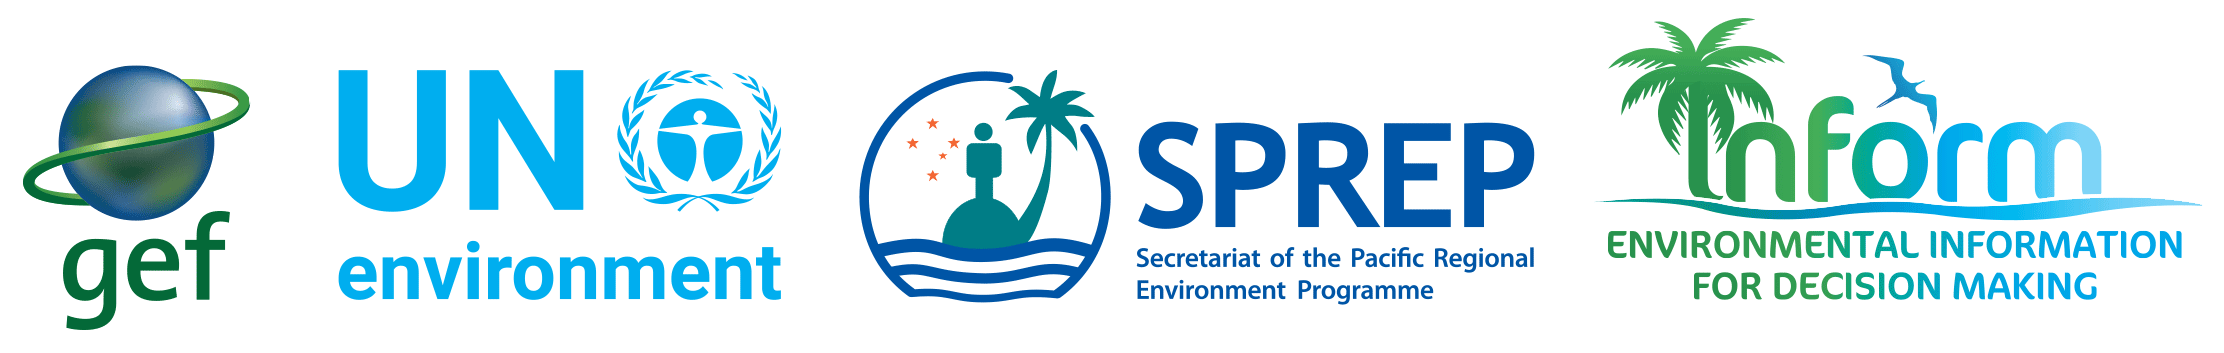 gef
UN
environment
SPREP
Secretariat of the Pacific Regional
Environment Programme
Inform
ENVIRONMENTAL INFORMATION
FOR DECISION MAKING